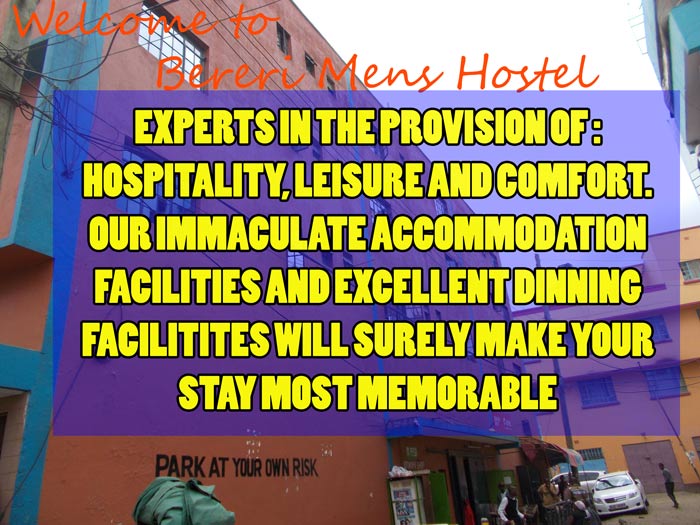 Welcome to
Bereri Mens Hostel
EXPERTS IN THE PROVISION OF :
HOSPITALITY, LEISURE AND COMFORT.
OUR IMMACULATE ACCOMMODATION
FACILITIES AND EXCELLENT DINNING
FACILITITES WILL SURELY MAKE YOUR
STAY MOST MEMORABLE
PARK AT YOUR OWN RISK